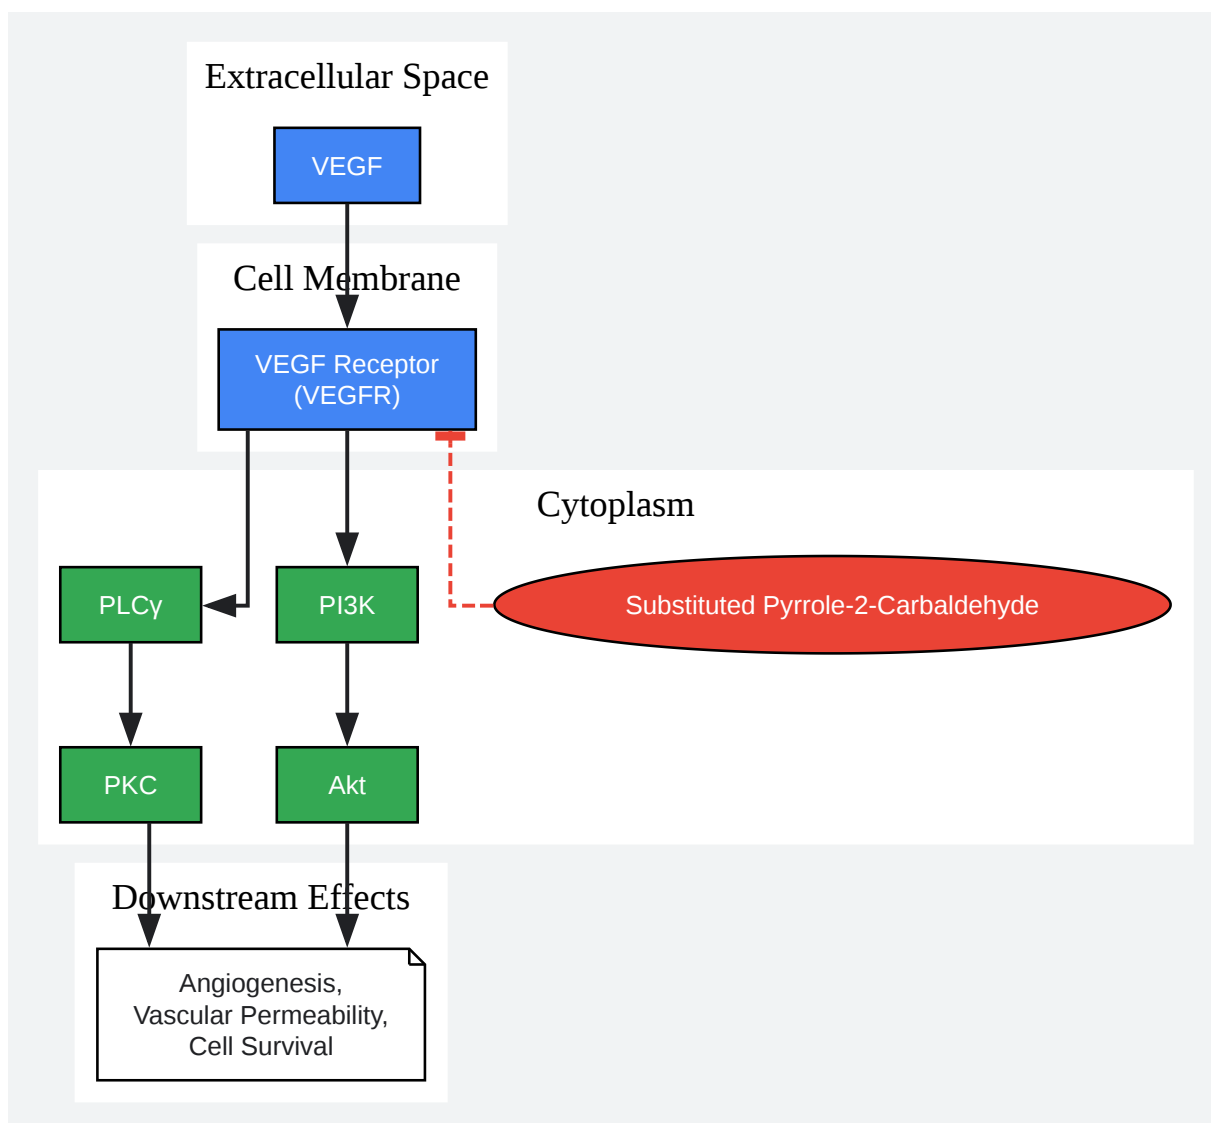 Extracellular Space
VEGF
Cell Membrane
VEGF Receptor
(VEGFR)
Cytoplasm
PLCγ
PI3K
Substituted Pyrrole-2-Carbaldehyde
PKC
Akt
Downstream Effects
Angiogenesis,
Vascular Permeability,
Cell Survival